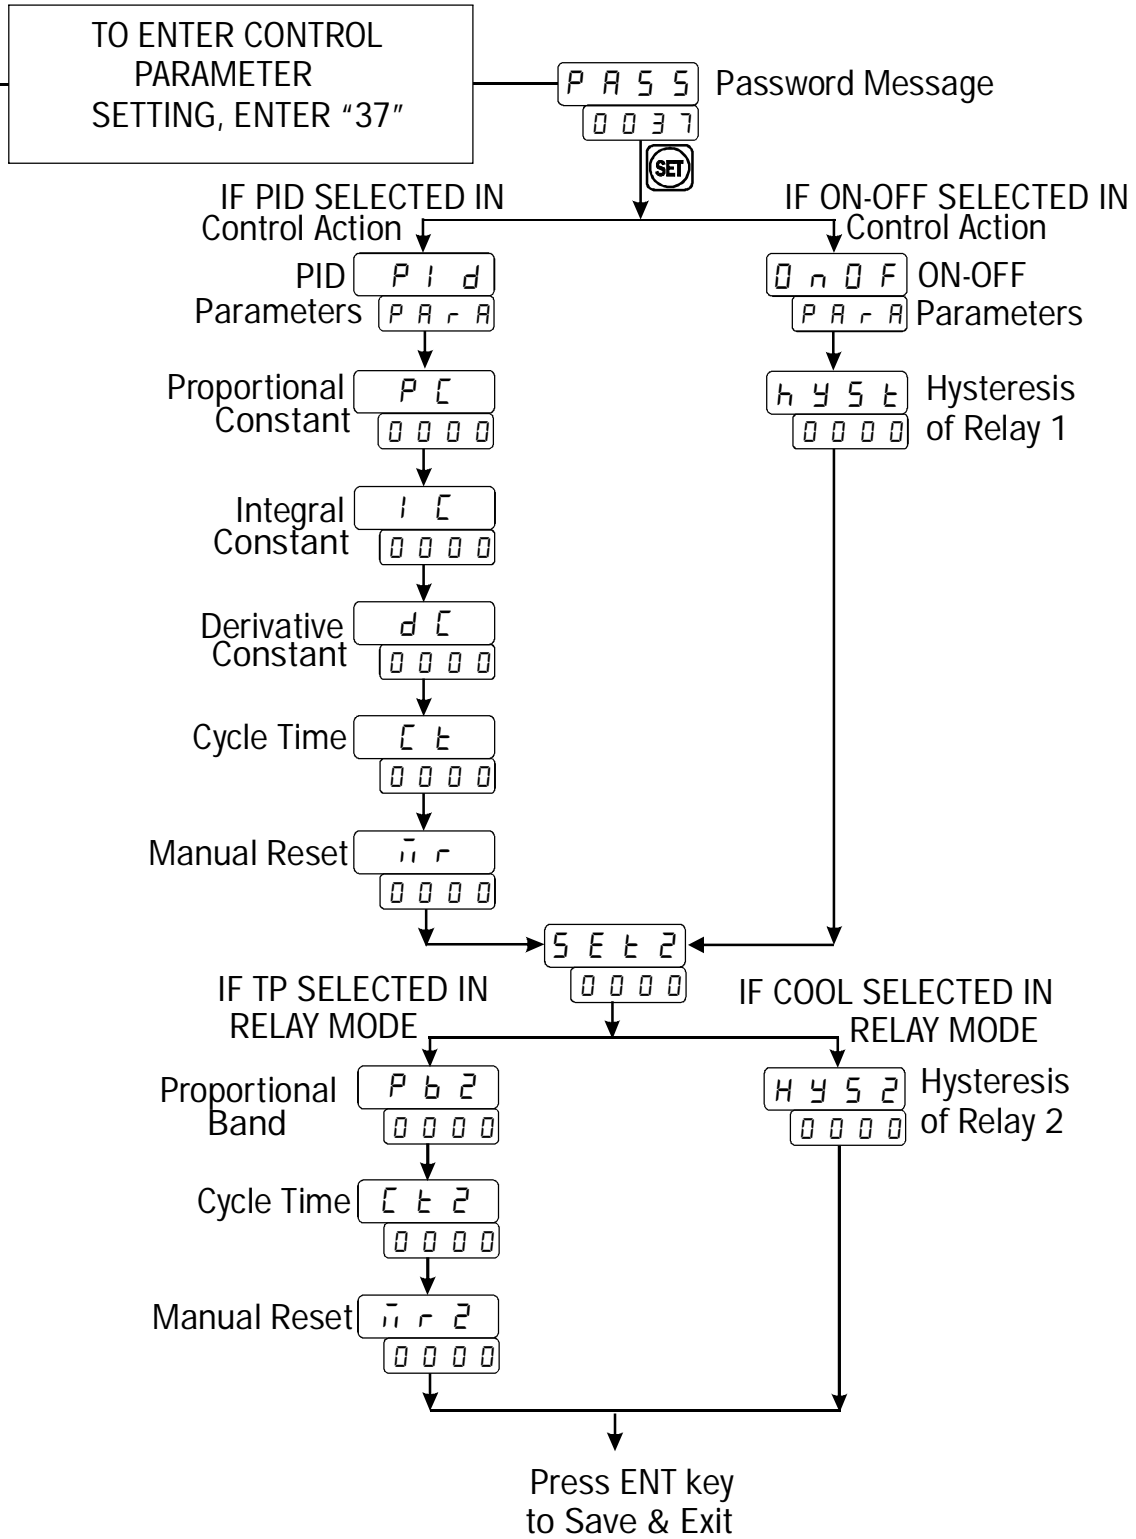 TO ENTER CONTROL
PARAMETER
SETTING, ENTER "37"
PASS
0037
Password Message
SET
IF PID SELECTED IN
Control Action
IF ON-OFF SELECTED IN
Control Action
PID
Parameters
PId
PArA
OnOF
PArA
ON-OFF
Parameters
Proportional
Constant
PC
0000
hYSt
0000
Hysteresis
of Relay 1
Integral
Constant
IC
0000
Derivative
Constant
dC
0000
Cycle Time
Ct
0000
Manual Reset
n̅r
0000
SEt2
0000
IF TP SELECTED IN
RELAY MODE
IF COOL SELECTED IN
RELAY MODE
Proportional
Band
Pb2
0000
HYS2
0000
Hysteresis
of Relay 2
Cycle Time
Ct2
0000
Manual Reset
n̅r2
0000
Press ENT key
to Save & Exit